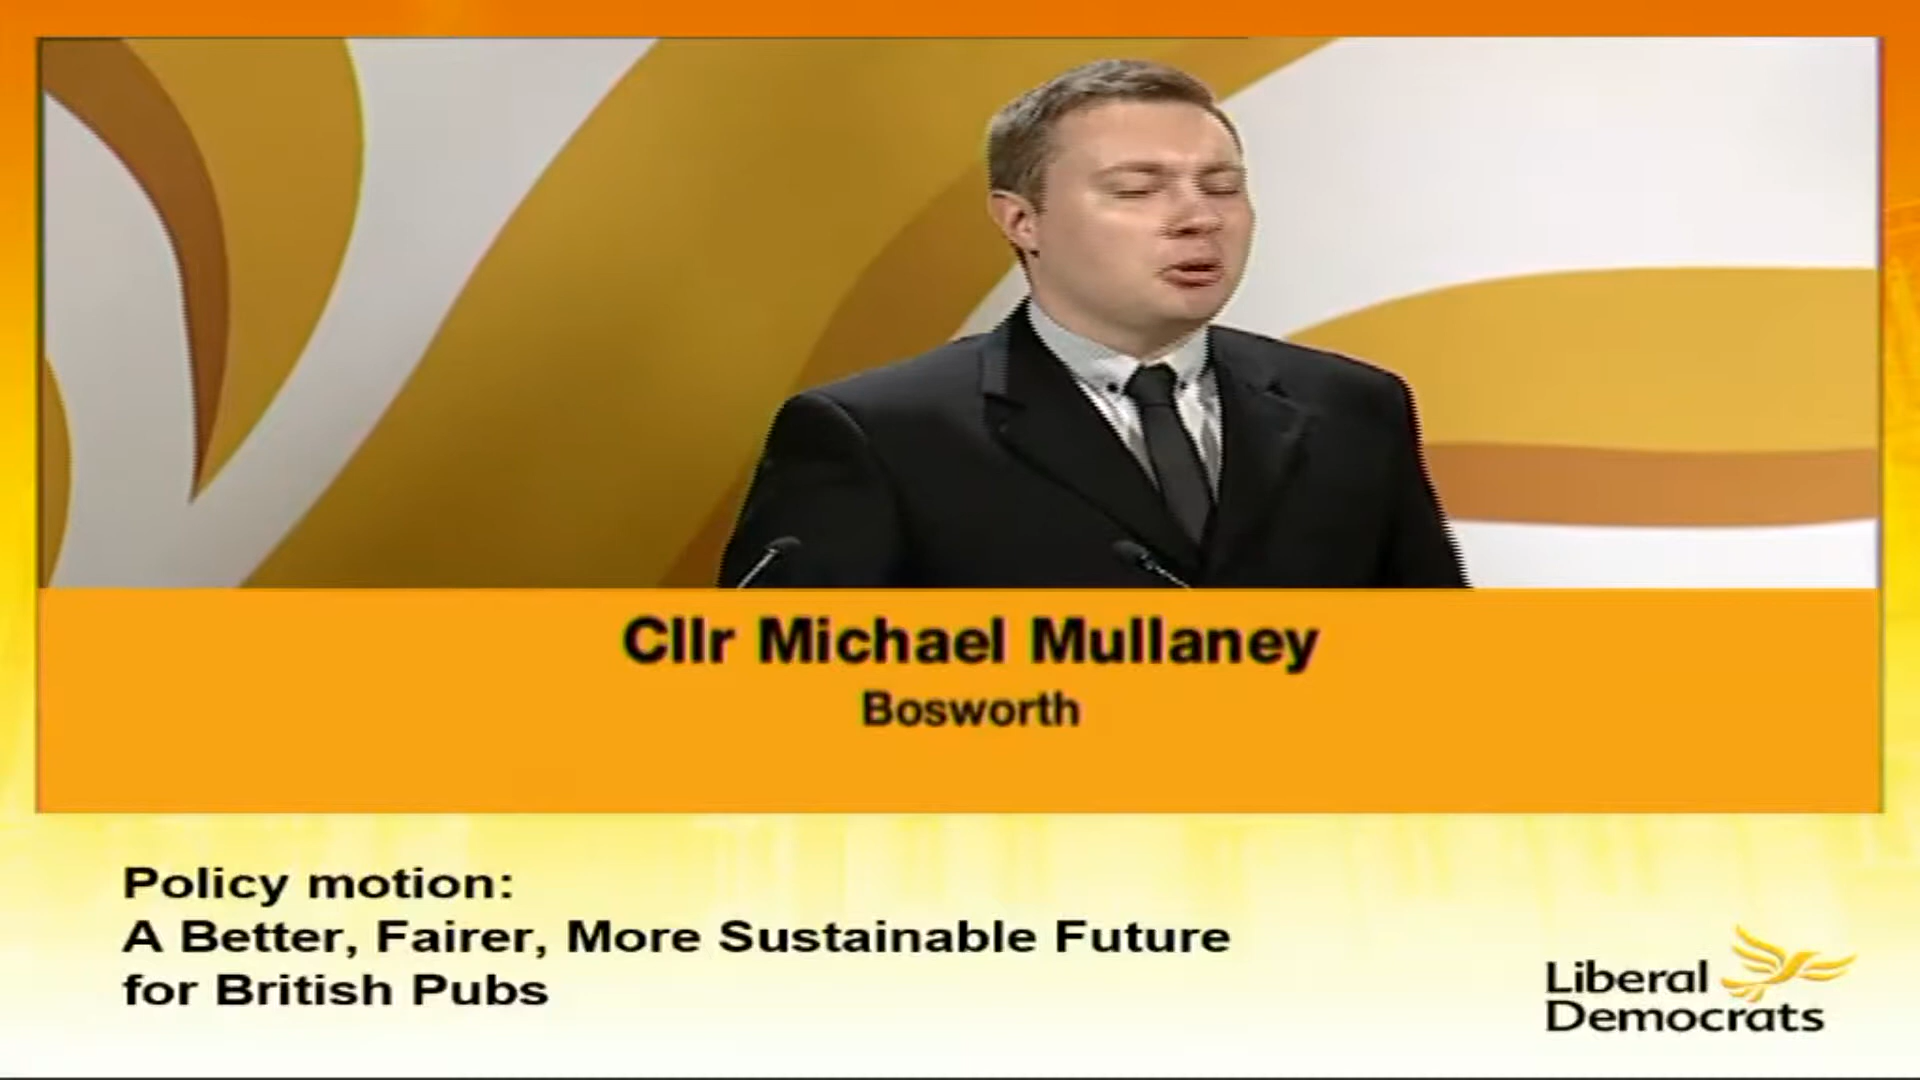 Cllr Michael Mullaney
Bosworth
Policy motion:
A Better, Fairer, More Sustainable Future
for British Pubs
Liberal
Democrats